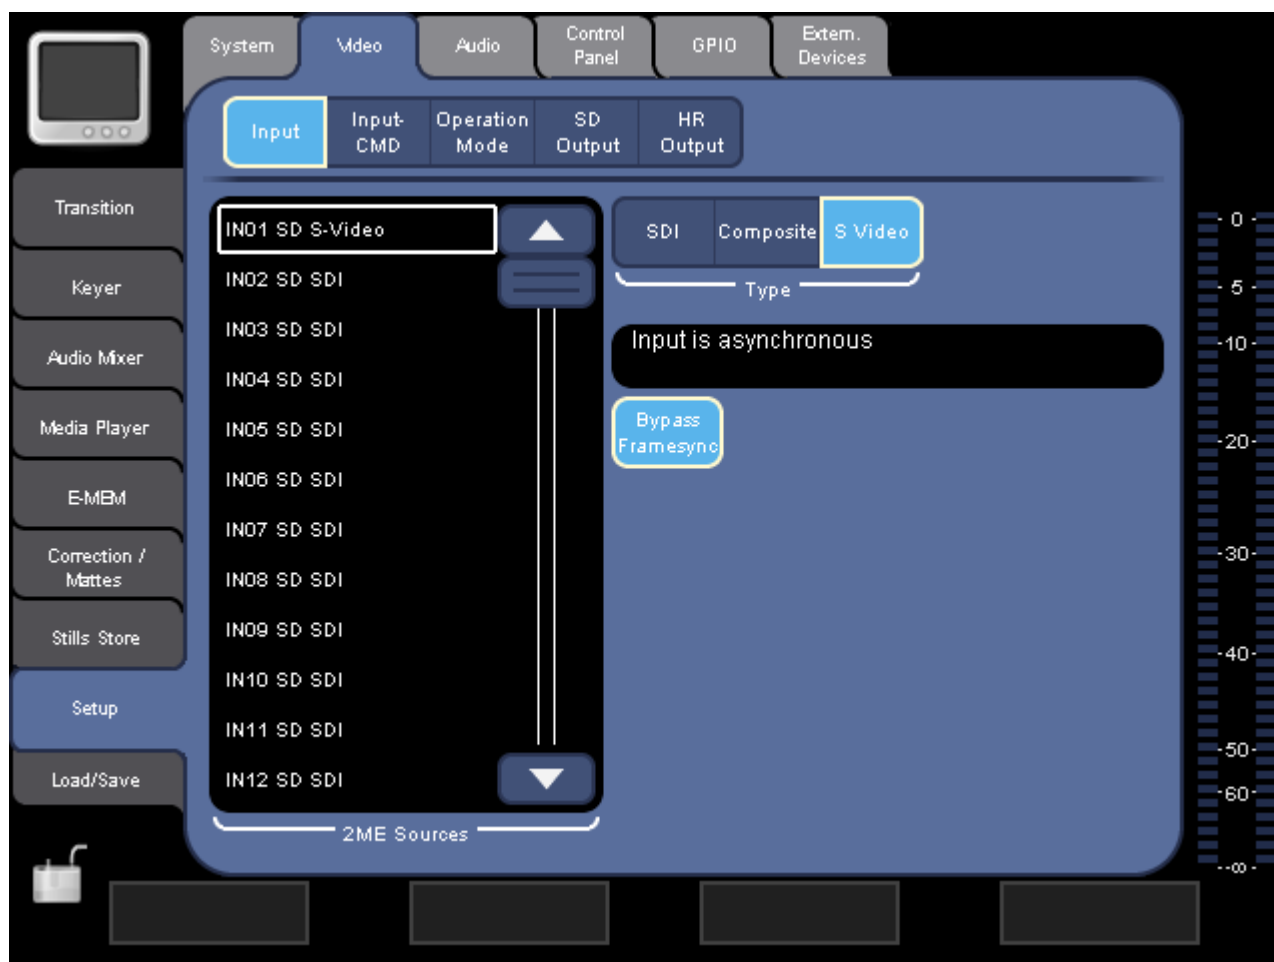 System
Video
Audio
Control
Panel
GPIO
Extern.
Devices
Input
Input-
CMD
Operation
Mode
SD
Output
HR
Output
Transition
Keyer
Audio Mixer
Media Player
E-MEM
Correction /
Mattes
Stills Store
Setup
Load/Save
IN01 SD S-Video
IN02 SD SDI
IN03 SD SDI
IN04 SD SDI
IN05 SD SDI
IN06 SD SDI
IN07 SD SDI
IN08 SD SDI
IN09 SD SDI
IN10 SD SDI
IN11 SD SDI
IN12 SD SDI
2ME Sources
SDI
Composite
S Video
Type
Input is asynchronous
Bypass
Framesync
- 0 -
- 5 -
-10-
-20-
-30-
-40-
-50-
-60-
--∞ -